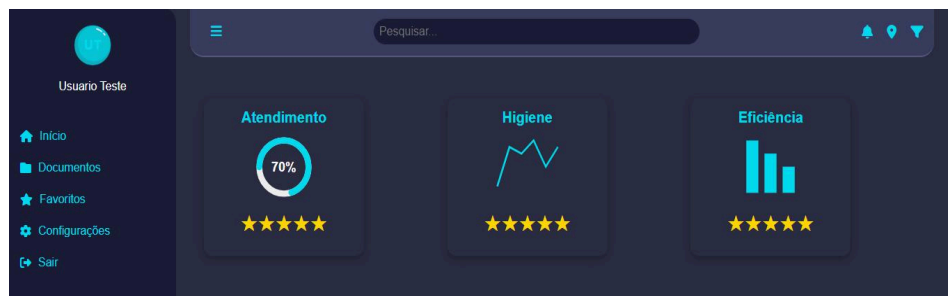 UT
Usuario Teste
Início
Documentos
Favoritos
Configurações
Sair
Pesquisar...
Atendimento
70%
Higiene
Eficiência